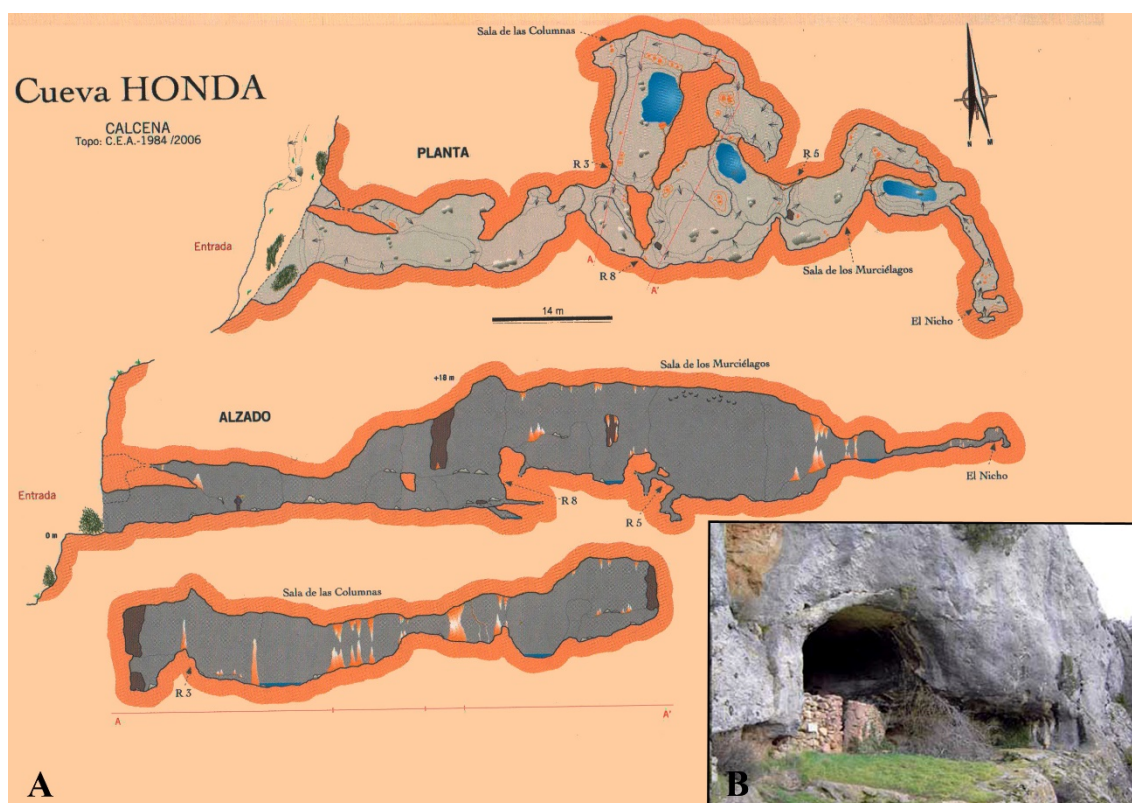 Cueva HONDA
CALCENA
Topo: C.E.A.-1984 /2006
PLANTA
Sala de las Columnas
R 3
R 5
N M
Entrada
A
A'
R 8
Sala de los Murciélagos
14 m
El Nicho
ALZADO
+18 m
Sala de los Murciélagos
Entrada
0 m
R 8
R 5
El Nicho
Sala de las Columnas
R 3
A
A'
A
B